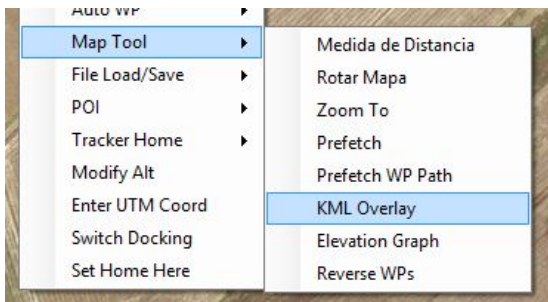 Auto WP
Map Tool
File Load/Save
POI
Tracker Home
Modify Alt
Enter UTM Coord
Switch Docking
Set Home Here
Medida de Distancia
Rotar Mapa
Zoom To
Prefetch
Prefetch WP Path
KML Overlay
Elevation Graph
Reverse WPs